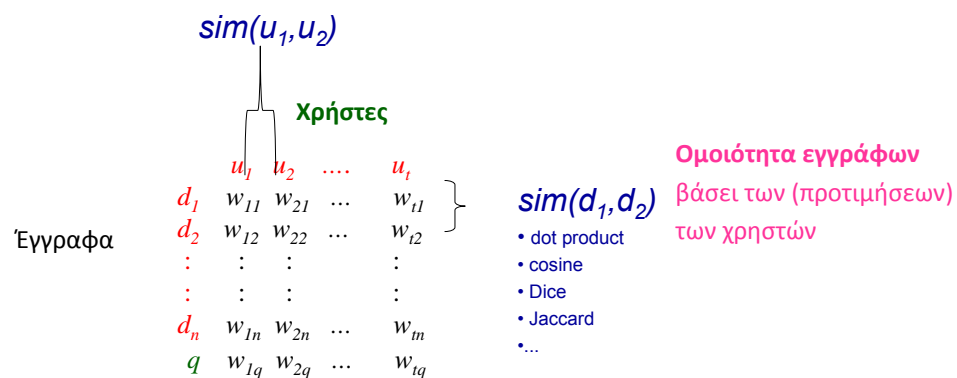 sim(u1,u2)
Χρήστες
u1 u2 .... ut
d1 w11 w21 ... wt1
d2 w12 w22 ... wt2
: : : :
: : : :
dn w1n w2n ... wtn
q w1q w2q ... wtq
Έγγραφα
sim(d1,d2)
• dot product
• cosine
• Dice
• Jaccard
•...
Ομοιότητα εγγράφων
βάσει των (προτιμήσεων)
των χρηστών